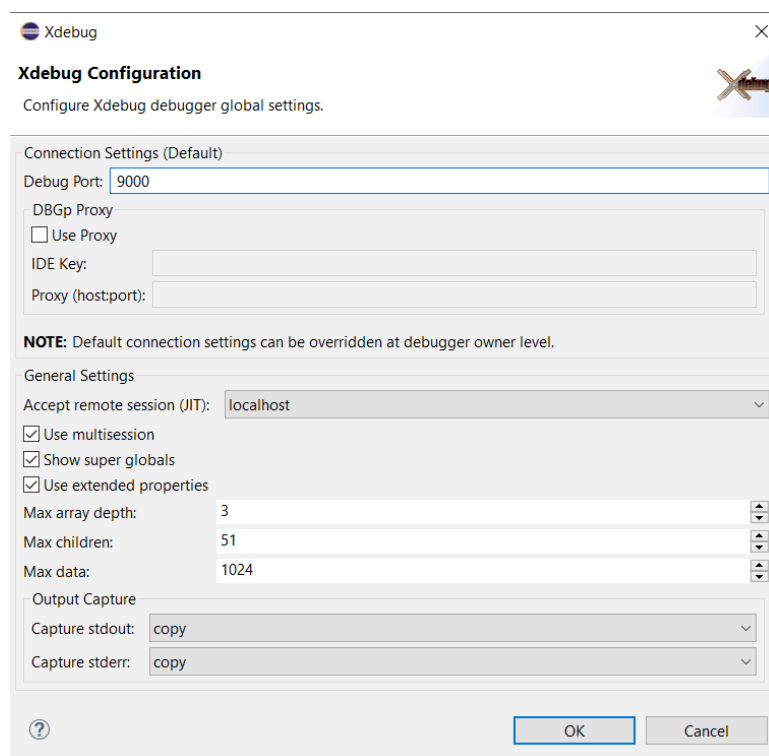 Xdebug
Xdebug Configuration
Configure Xdebug debugger global settings.
Xdebug
Connection Settings (Default)
Debug Port: 9000
DBGp Proxy
Use Proxy
IDE Key:
Proxy (host:port):
NOTE: Default connection settings can be overridden at debugger owner level.
General Settings
Accept remote session (JIT): localhost
Use multisession
Show super globals
Use extended properties
Max array depth: 3
Max children: 51
Max data: 1024
Output Capture
Capture stdout: copy
Capture stderr: copy
?
OK Cancel